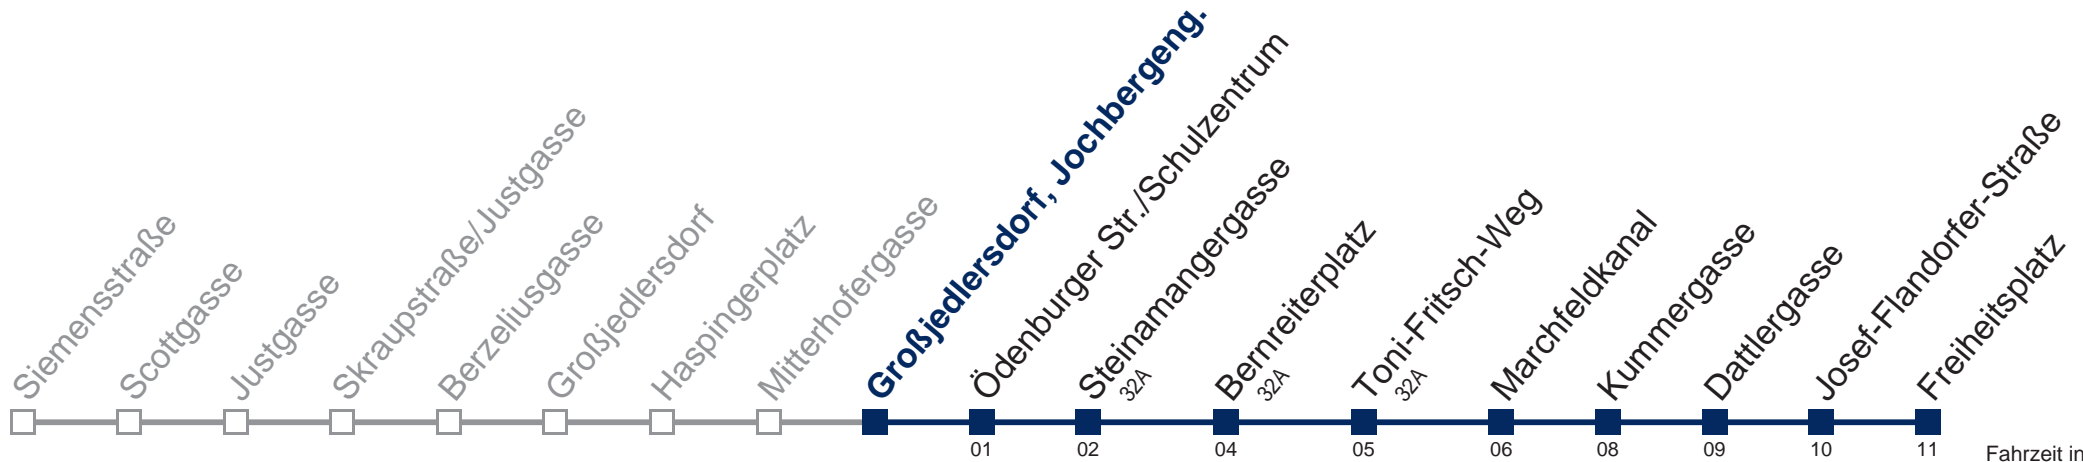 Siemensstraße
Scottgasse
Justgasse
Skraupstraße/Justgasse
Berzeliusgasse
Großjedlersdorf
Haspingerplatz
Mitterhofergasse
Großjedlersdorf, Jochbergeng.
Ödenburger Str./Schulzentrum
Steinamangergasse
32A
Bernreiterplatz
32A
Toni-Fritsch-Weg
32A
Marchfeldkanal
Kummergasse
Dattlergasse
Josef-Flandorfer-Straße
Freiheitsplatz
01 02 04 05 06 08 09 10 11 Fahrzeit in